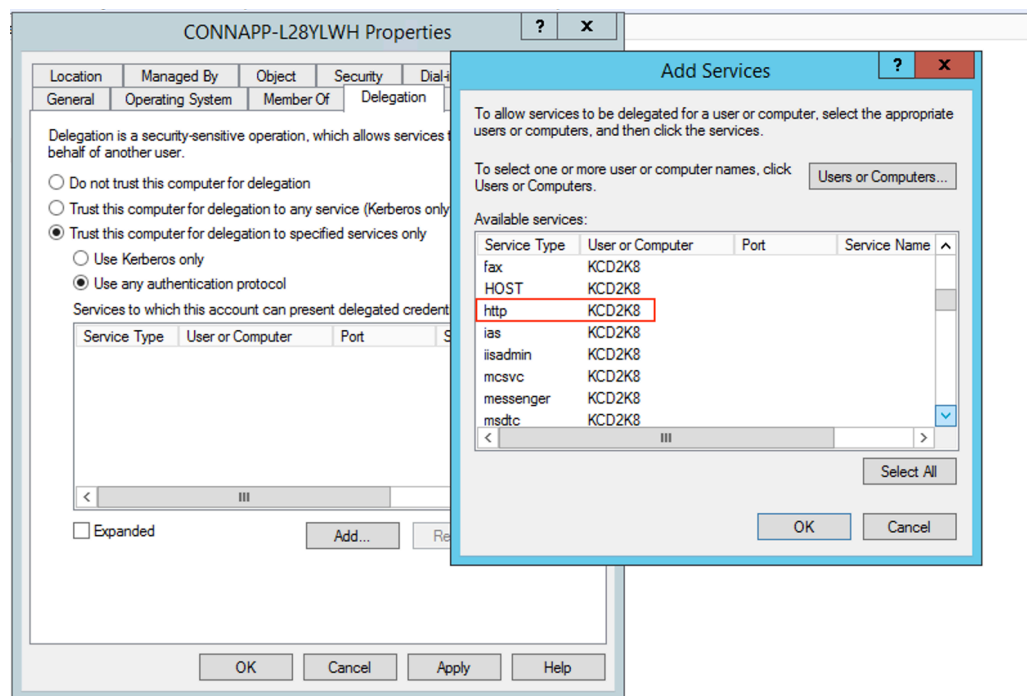 CONNAPP-L28YLWH Properties
?
x
Location Managed By Object Security Dial-i
General Operating System Member Of Delegation
Delegation is a security-sensitive operation, which allows services
behalf of another user.
Do not trust this computer for delegation
Trust this computer for delegation to any service (Kerberos only
Trust this computer for delegation to specified services only
Use Kerberos only
Use any authentication protocol
Services to which this account can present delegated credent
Service Type User or Computer Port S
Expanded
Add...
Re
OK
Cancel
Apply
Help
Add Services
?
x
To allow services to be delegated for a user or computer, select the appropriate
users or computers, and then click the services.
To select one or more user or computer names, click
Users or Computers.
Users or Computers...
Available services:
Service Type User or Computer Port Service Name
fax KCD2K8
HOST KCD2K8
http KCD2K8
ias KCD2K8
iisadmin KCD2K8
mcsvc KCD2K8
messenger KCD2K8
msdtc KCD2K8
Select All
OK
Cancel